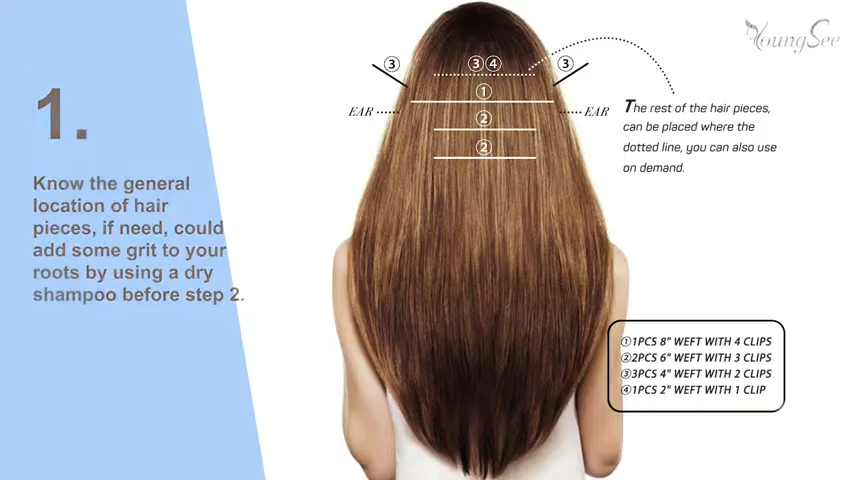 YoungSee
1.
Know the general
location of hair
pieces, if need, could
add some grit to your
roots by using a dry
shampoo before step 2.
③ ③④ ③
①
EAR EAR
②
②
The rest of the hair pieces,
can be placed where the
dotted line, you can also use
on demand.
①1PCS 8" WEFT WITH 4 CLIPS
②2PCS 6" WEFT WITH 3 CLIPS
③3PCS 4" WEFT WITH 2 CLIPS
④1PCS 2" WEFT WITH 1 CLIP